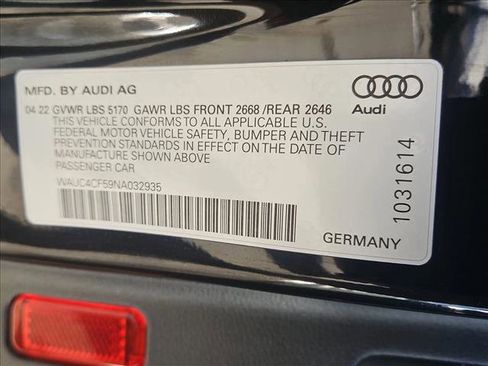 MFD. BY AUDI AG
Audi
04 22 GVWR LBS 5170 GAWR LBS FRONT 2668 /REAR 2646
THIS VEHICLE CONFORMS TO ALL APPLICABLE U.S.
FEDERAL MOTOR VEHICLE SAFETY, BUMPER AND THEFT
PREVENTION STANDARDS IN EFFECT ON THE DATE OF
MANUFACTURE SHOWN ABOVE
PASSENGER CAR
WAUC4CF59NA032935
1031614
GERMANY